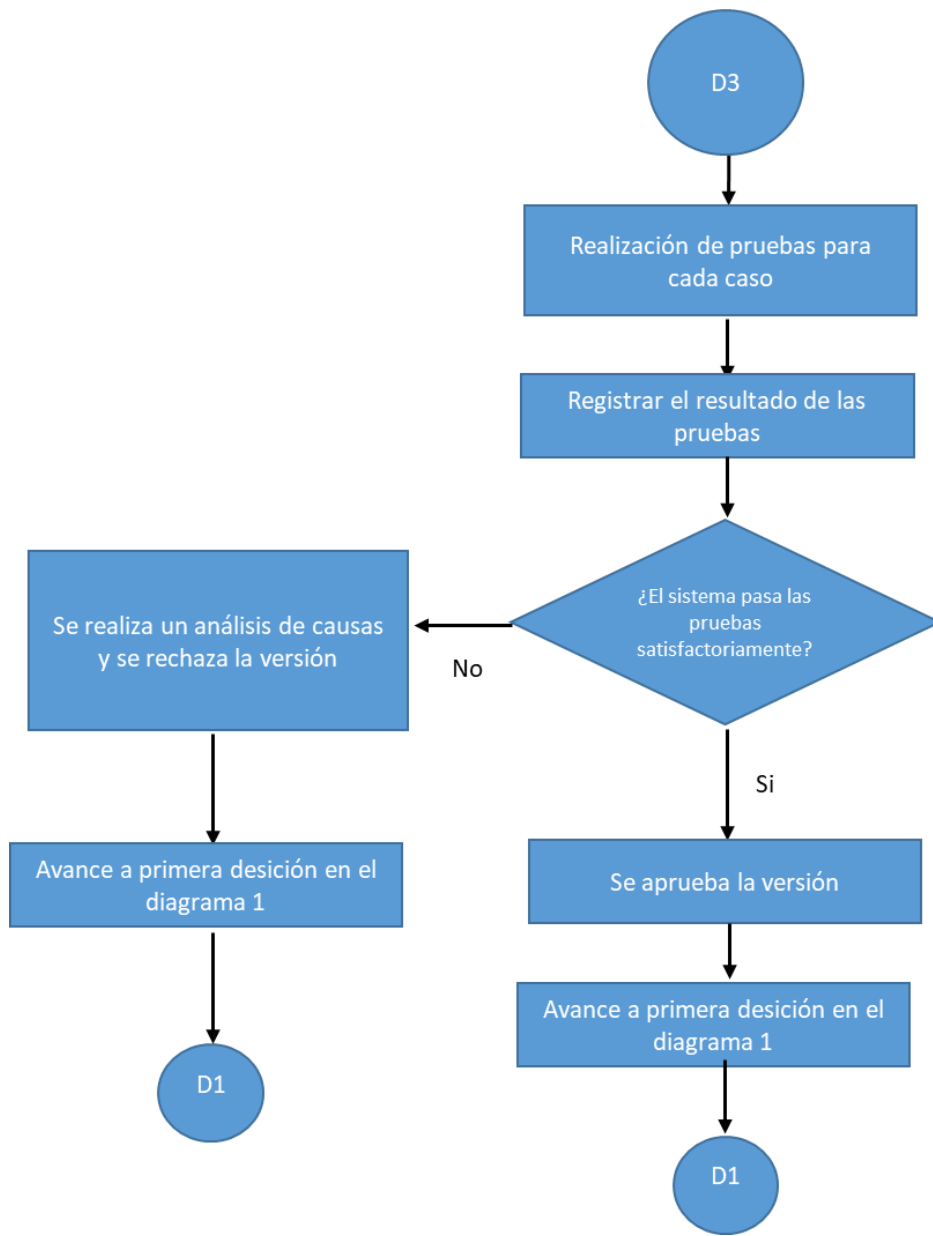 D3
Realización de pruebas para
cada caso
Registrar el resultado de las
pruebas
¿El sistema pasa las
pruebas
satisfactoriamente?
No
Se realiza un análisis de causas
y se rechaza la versión
Avance a primera desición en el
diagrama 1
D1
Si
Se aprueba la versión
Avance a primera desición en el
diagrama 1
D1